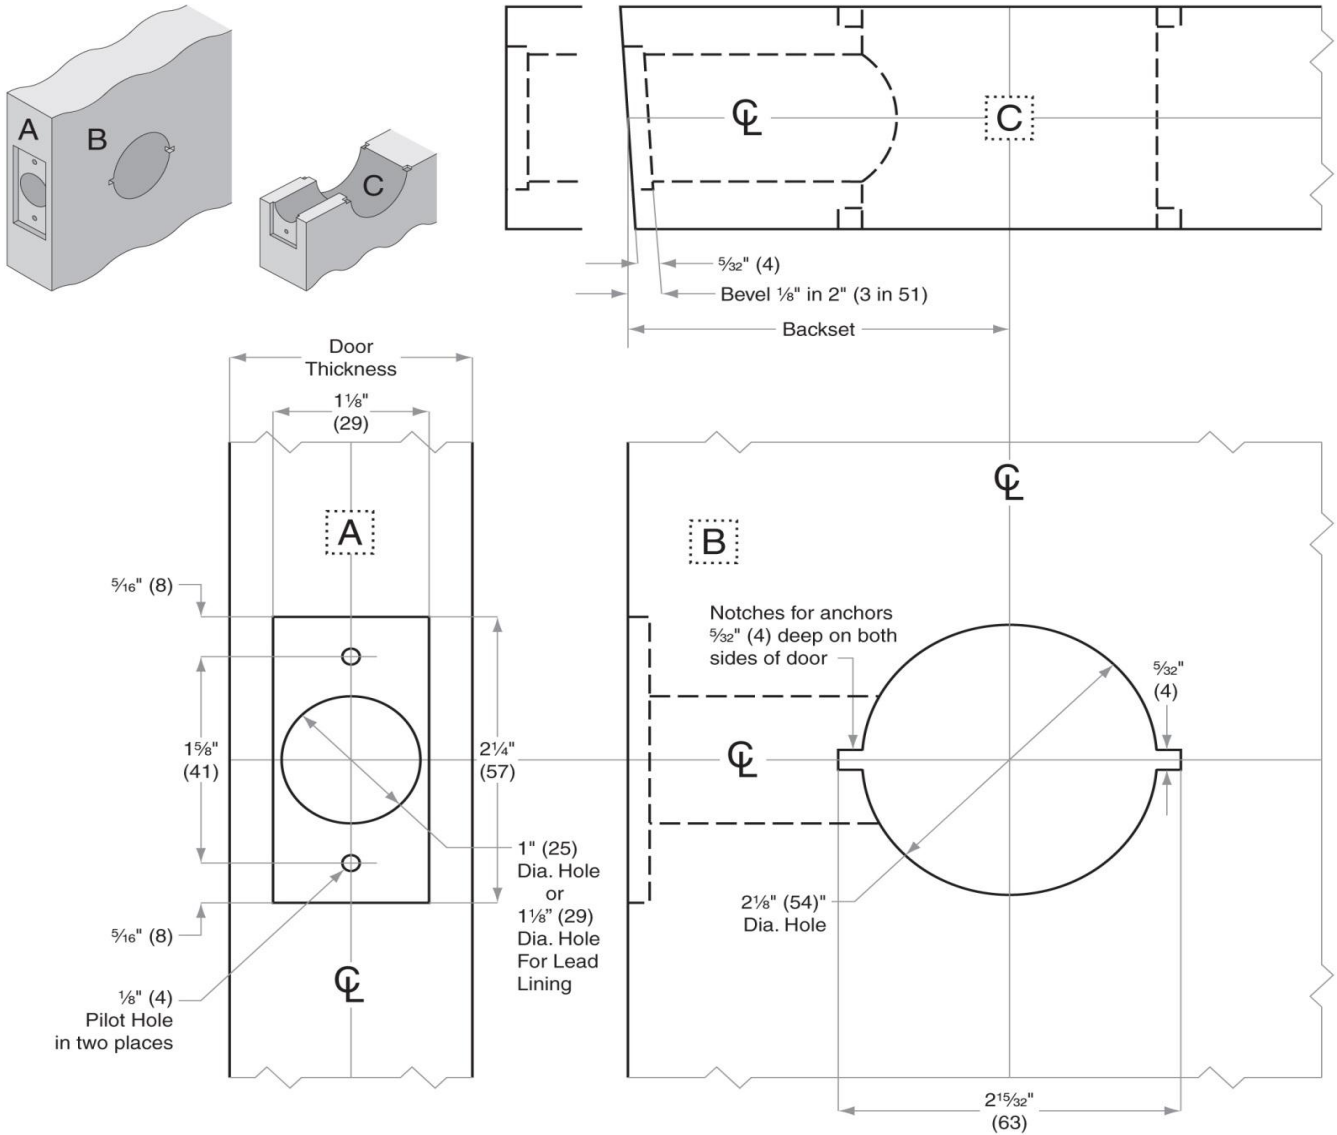 A
B
C
℄
C
5⁄32" (4)
Bevel 1⁄8" in 2" (3 in 51)
Backset
Door
Thickness
1 1⁄8"
(29)
A
5⁄16" (8)
1 5⁄8"
(41)
2 1⁄4"
(57)
5⁄16" (8)
1⁄8" (4)
Pilot Hole
in two places
℄
1" (25)
Dia. Hole
or
1 1⁄8” (29)
Dia. Hole
For Lead
Lining
℄
B
Notches for anchors
5⁄32" (4) deep on both
sides of door
5⁄32"
(4)
℄
2 1⁄8" (54)"
Dia. Hole
2 15⁄32"
(63)